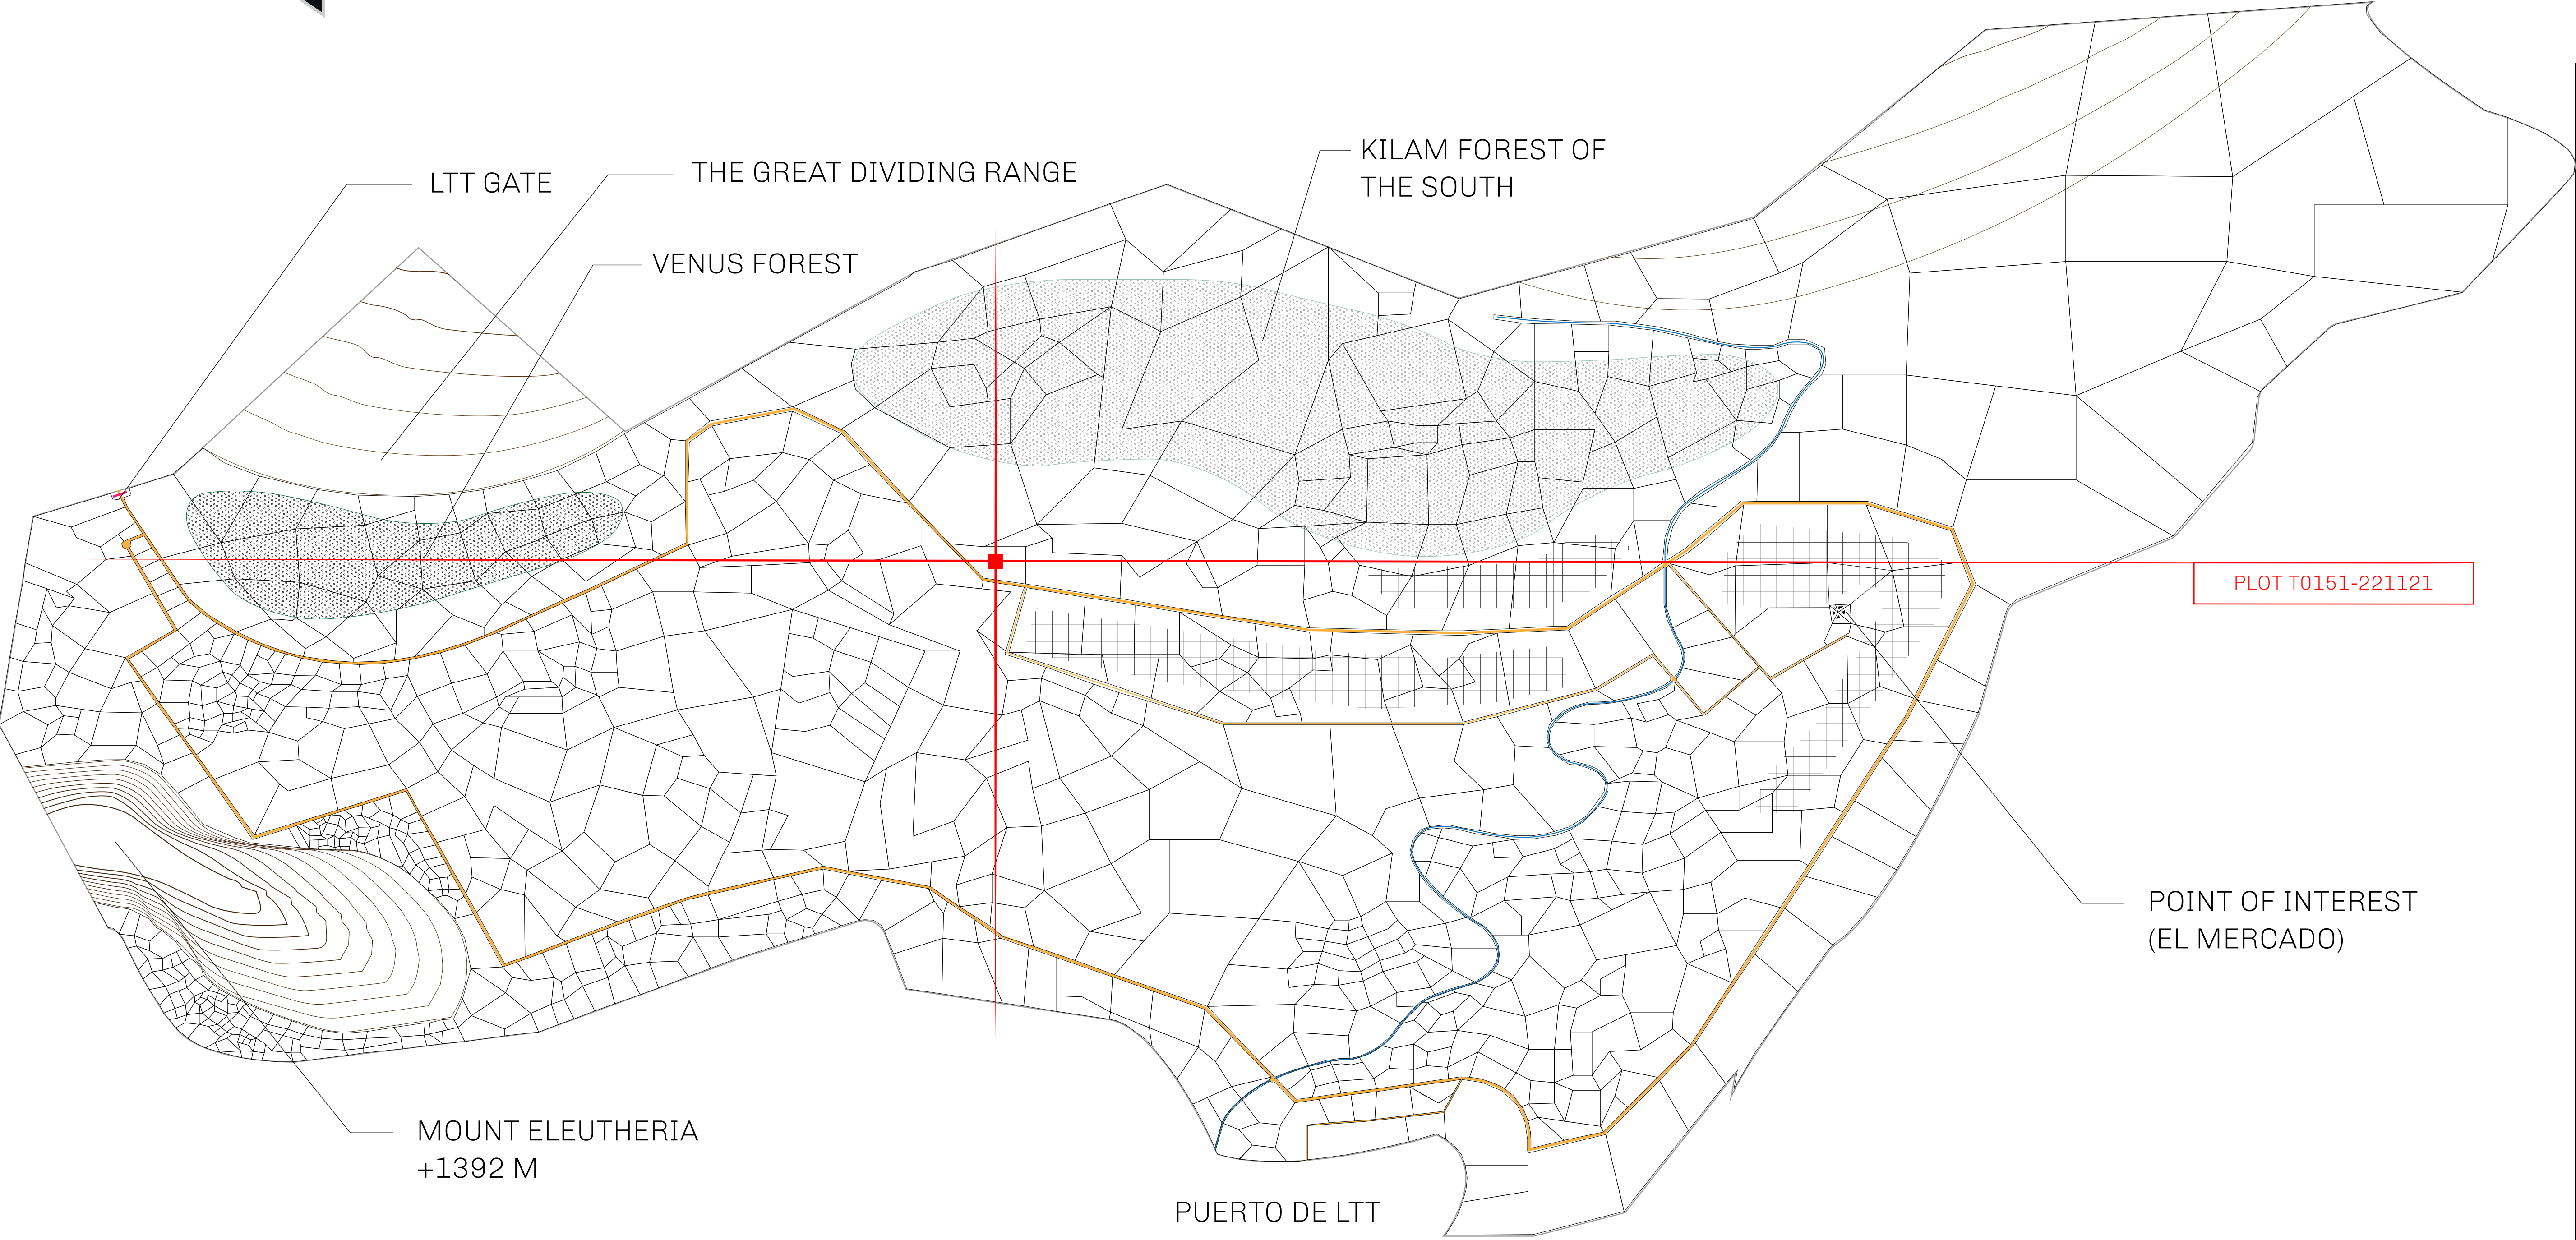 KILAM FOREST OF
THE SOUTH
THE GREAT DIVIDING RANGE
LTT GATE
VENUS FOREST
PLOT T0151-221121
POINT OF INTEREST
(EL MERCADO)
MOUNT ELEUTHERIA
+1392 M
PUERTO DE LTT